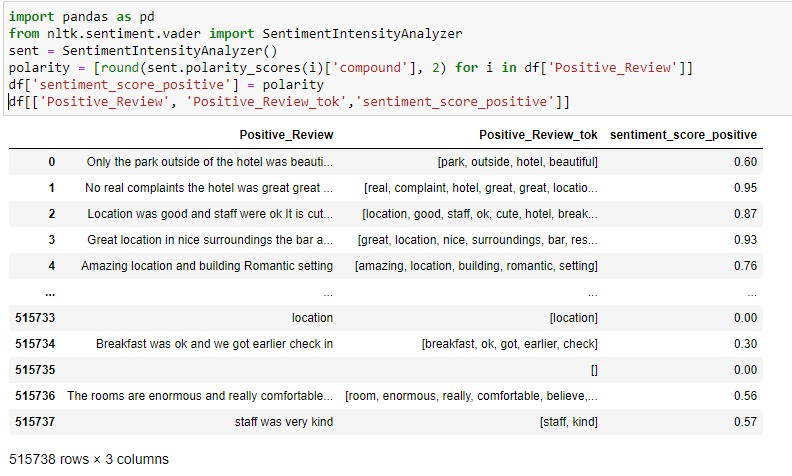 import pandas as pd
from nltk.sentiment.vader import SentimentIntensityAnalyzer
sent = SentimentIntensityAnalyzer()
polarity = [round(sent.polarity_scores(i)['compound'], 2) for i in df['Positive_Review']]
df['sentiment_score_positive'] = polarity
df[['Positive_Review', 'Positive_Review_tok','sentiment_score_positive']]
Positive_Review Positive_Review_tok sentiment_score_positive
0 Only the park outside of the hotel was beauti... [park, outside, hotel, beautiful] 0.60
1 No real complaints the hotel was great great ... [real, complaint, hotel, great, great, locatio... 0.95
2 Location was good and staff were ok It is cut... [location, good, staff, ok, cute, hotel, break... 0.87
3 Great location in nice surroundings the bar a... [great, location, nice, surroundings, bar, res... 0.93
4 Amazing location and building Romantic setting [amazing, location, building, romantic, setting] 0.76
... ... ... ...
515733 location [location] 0.00
515734 Breakfast was ok and we got earlier check in [breakfast, ok, got, earlier, check] 0.30
515735 [] 0.00
515736 The rooms are enormous and really comfortable... [room, enormous, really, comfortable, believe,... 0.56
515737 staff was very kind [staff, kind] 0.57
515738 rows × 3 columns